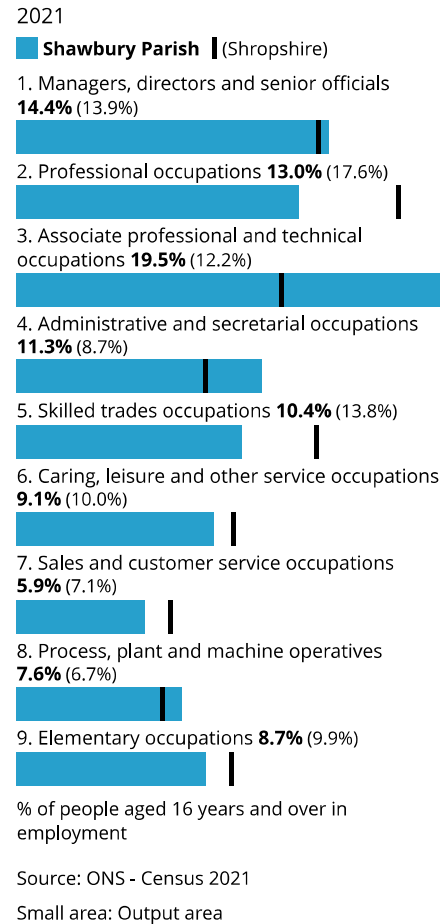 2021
Shawbury Parish (Shropshire)
1. Managers, directors and senior officials
14.4% (13.9%)
2. Professional occupations 13.0% (17.6%)
3. Associate professional and technical
occupations 19.5% (12.2%)
4. Administrative and secretarial occupations
11.3% (8.7%)
5. Skilled trades occupations 10.4% (13.8%)
6. Caring, leisure and other service occupations
9.1% (10.0%)
7. Sales and customer service occupations
5.9% (7.1%)
8. Process, plant and machine operatives
7.6% (6.7%)
9. Elementary occupations 8.7% (9.9%)
% of people aged 16 years and over in
employment
Source: ONS - Census 2021
Small area: Output area